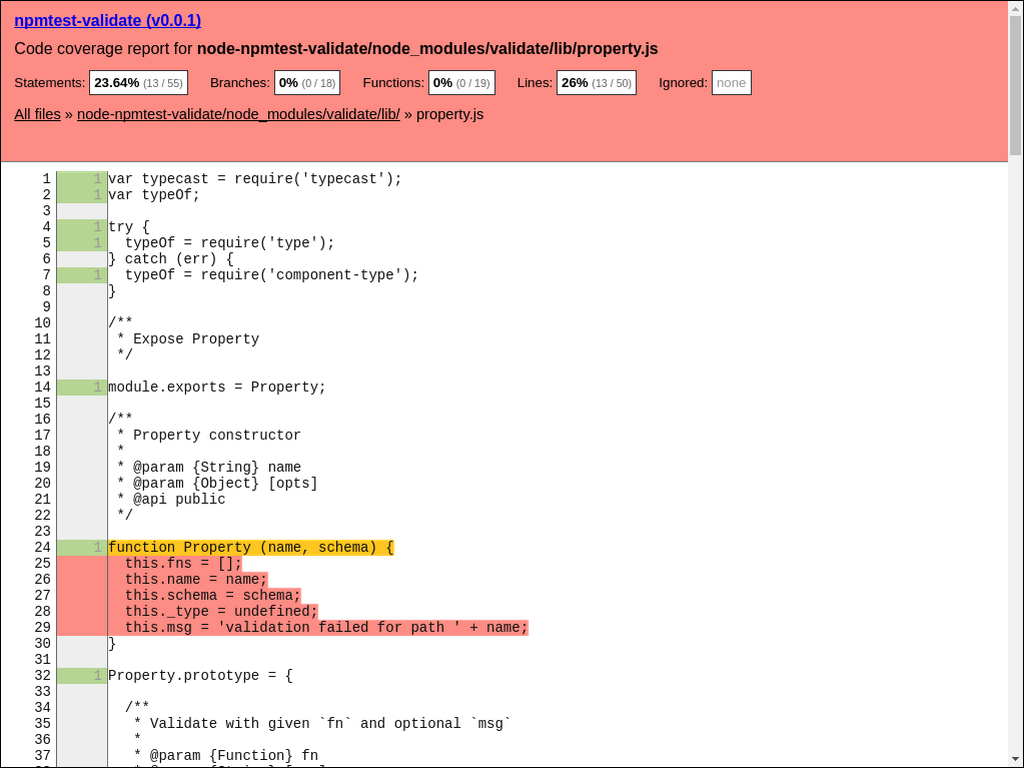 npmtest-validate (v0.0.1)
Code coverage report for node-npmtest-validate/node_modules/validate/lib/property.js
Statements: 23.64% (13 / 55) Branches: 0% (0 / 18) Functions: 0% (0 / 19) Lines: 26% (13 / 50) Ignored: none
All files » node-npmtest-validate/node_modules/validate/lib/ » property.js
1 1 var typecast = require('typecast');
2 1 var typeOf;
3
4 1 try {
5 1   typeOf = require('type');
6 } catch (err) {
7 1   typeOf = require('component-type');
8 }
9
10 /**
11  * Expose Property
12  */
13
14 1 module.exports = Property;
15
16 /**
17  * Property constructor
18  *
19  * @param {String} name
20  * @param {Object} [opts]
21  * @api public
22  */
23
24 1 function Property (name, schema) {
25   this.fns = [];
26   this.name = name;
27   this.schema = schema;
28   this._type = undefined;
29   this.msg = 'validation failed for path ' + name;
30 }
31
32 1 Property.prototype = {
33
34   /**
35    * Validate with given `fn` and optional `msg`
36    *
37    * @param {Function} fn